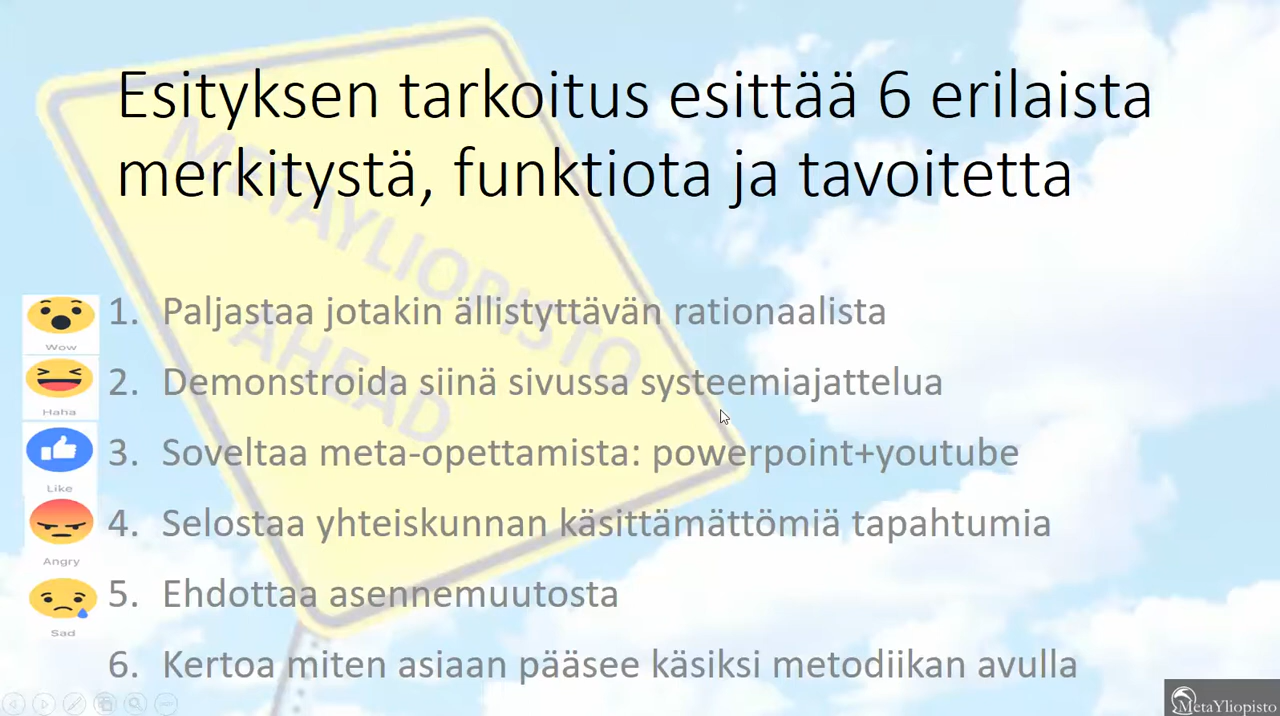 Esityksen tarkoitus esittää 6 erilaista
merkitystä, funktiota ja tavoitetta
METAYLIOPISTO
AHEAD
Wow
1. Paljastaa jotakin ällistyttävän rationaalista
Haha
2. Demonstroida siinä sivussa systeemiajattelua
Like
3. Soveltaa meta-opettamista: powerpoint+youtube
Angry
4. Selostaa yhteiskunnan käsittämättömiä tapahtumia
Sad
5. Ehdottaa asennemuutosta
6. Kertoa miten asiaan pääsee käsiksi metodiikan avulla
MetaYliopisto